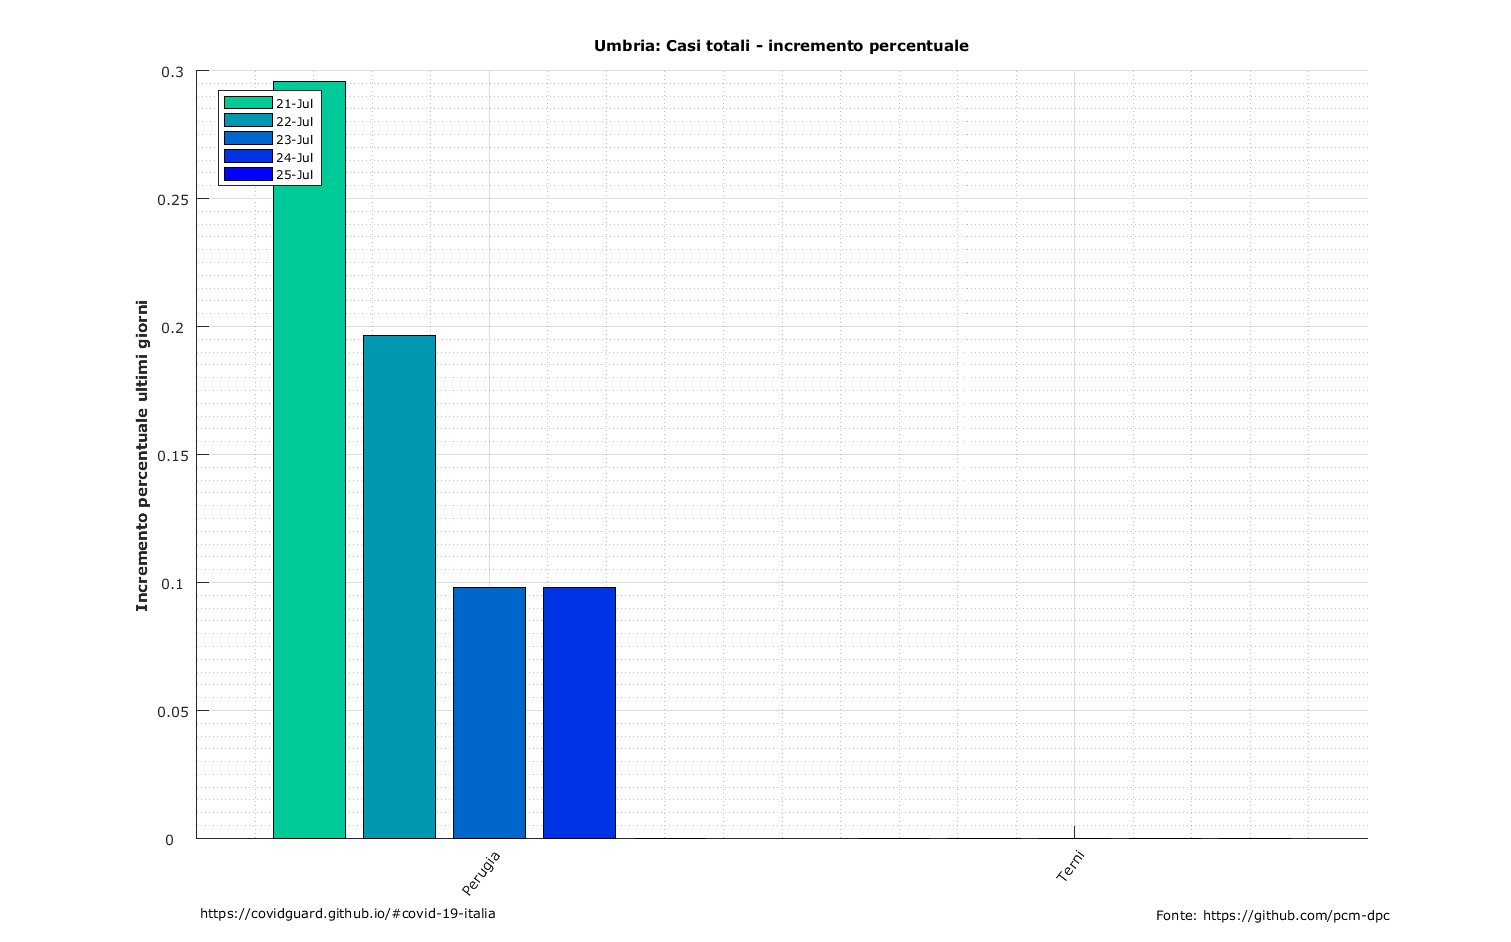 Umbria: Casi totali - incremento percentuale
Incremento percentuale ultimi giorni
0.3
0.25
0.2
0.15
0.1
0.05
0
21-Jul
22-Jul
23-Jul
24-Jul
25-Jul
Perugia
Terni
https://covidguard.github.io/#covid-19-italia
Fonte: https://github.com/pcm-dpc